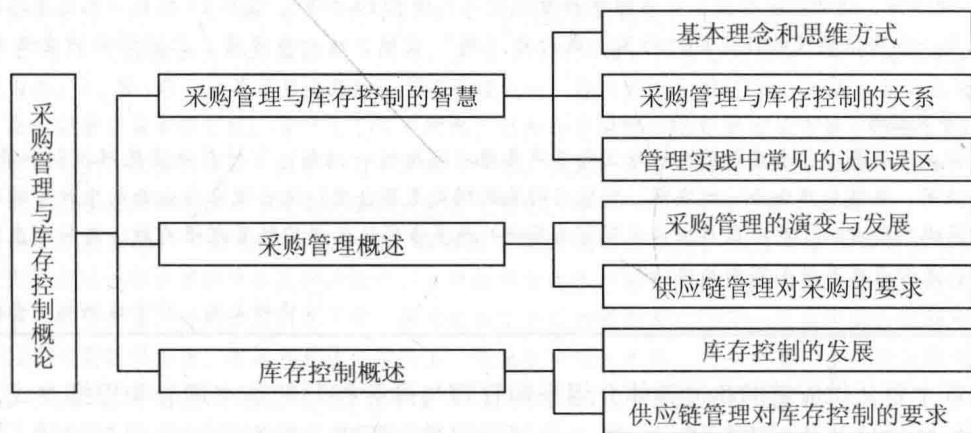 采购管理与库存控制概论
采购管理与库存控制的智慧
基本理念和思维方式
采购管理与库存控制的关系
管理实践中常见的认识误区
采购管理概述
采购管理的演变与发展
供应链管理对采购的要求
库存控制概述
库存控制的发展
供应链管理对库存控制的要求